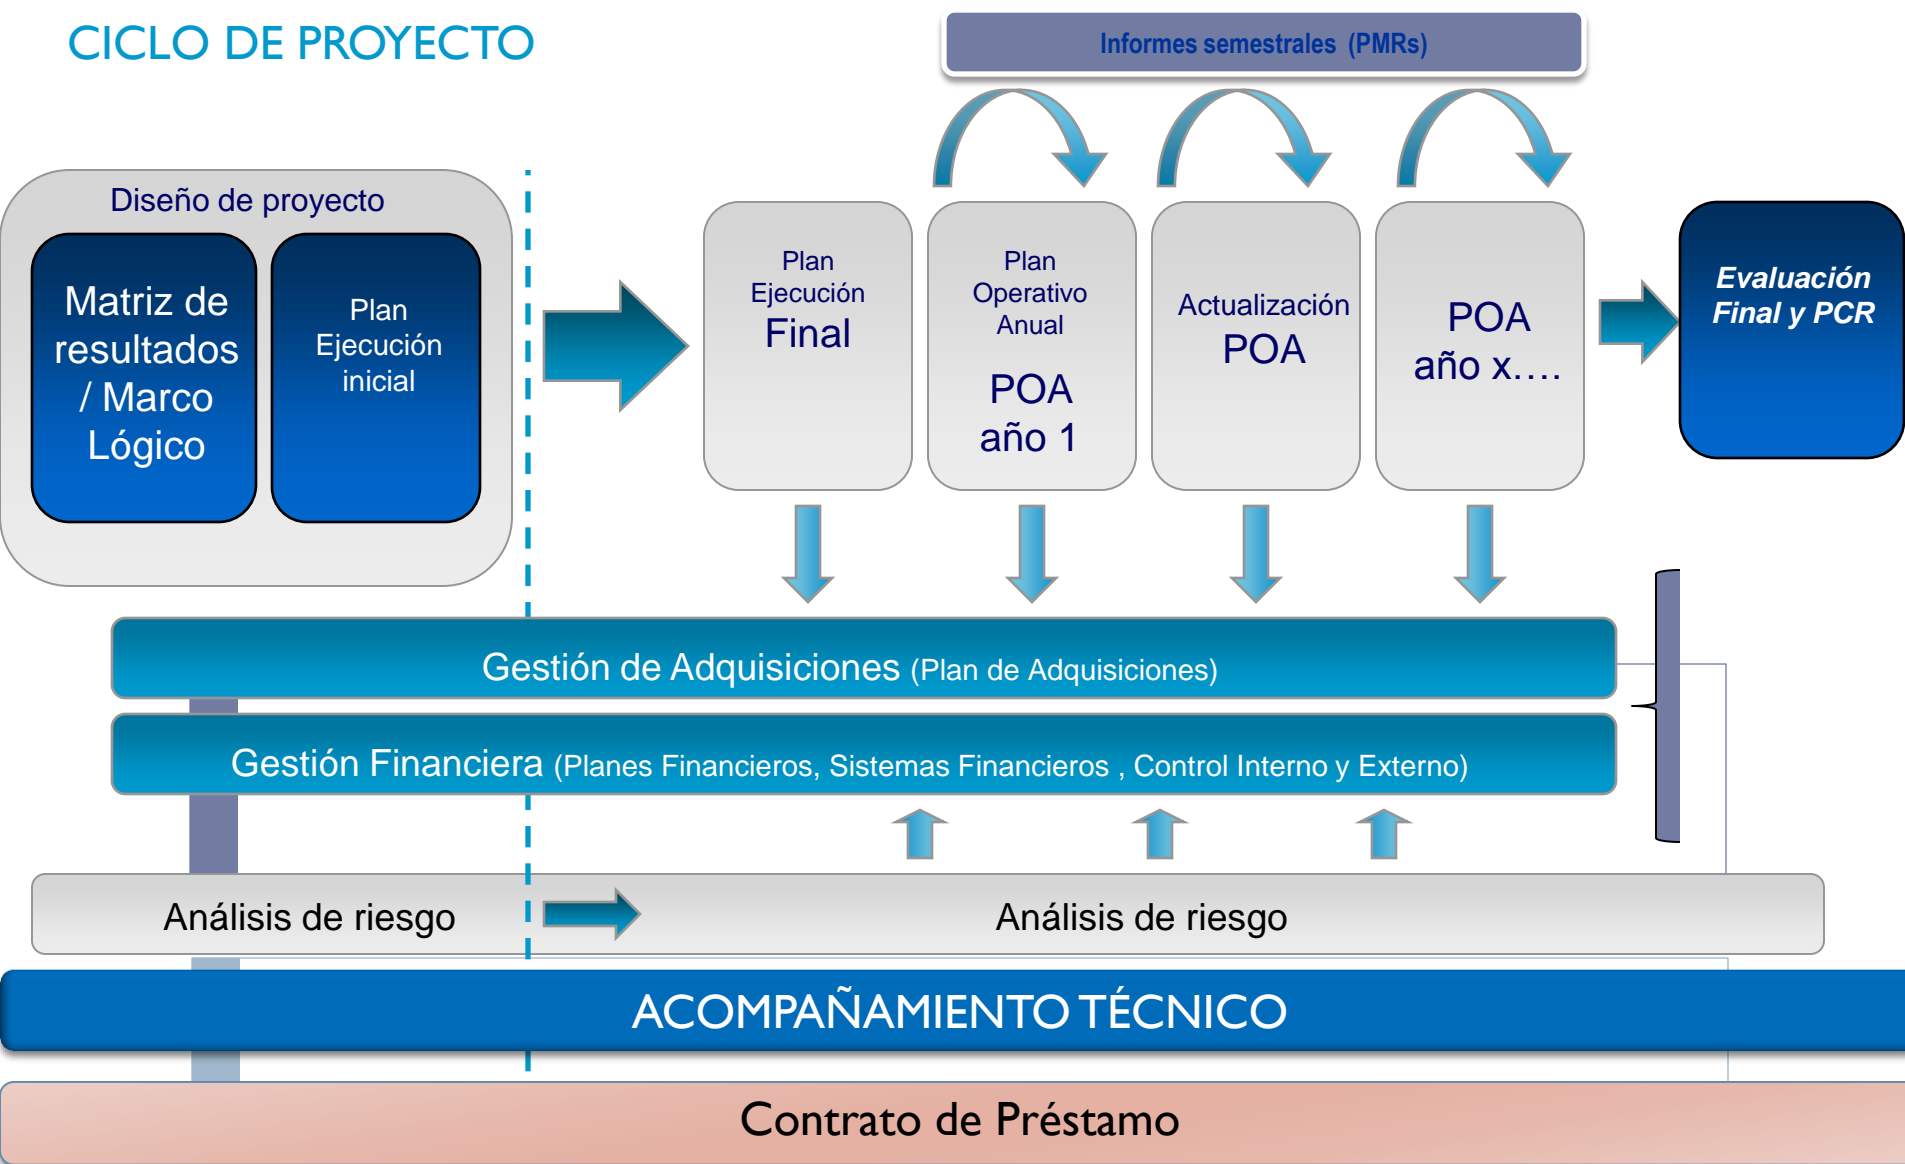 CICLO DE PROYECTO
Informes semestrales (PMRs)
Diseño de proyecto
Matriz de
resultados
/ Marco
Lógico
Plan
Ejecución
inicial
Plan
Ejecución
Final
Plan
Operativo
Anual
POA
año 1
Actualización
POA
POA
año x....
Evaluación
Final y PCR
Gestión de Adquisiciones (Plan de Adquisiciones)
Gestión Financiera (Planes Financieros, Sistemas Financieros , Control Interno y Externo)
Análisis de riesgo
Análisis de riesgo
ACOMPAÑAMIENTO TÉCNICO
Contrato de Préstamo